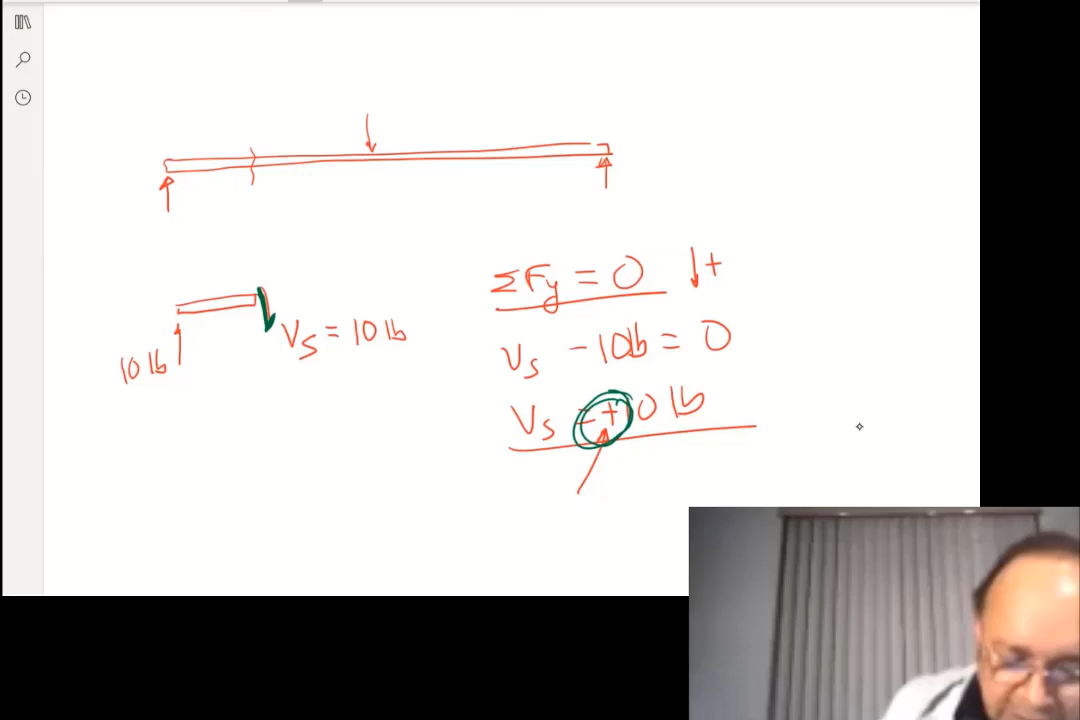 ΣFy = 0 ↓+
Vs = 10 lb
10 lb
Vs - 10lb = 0
Vs = +10 lb